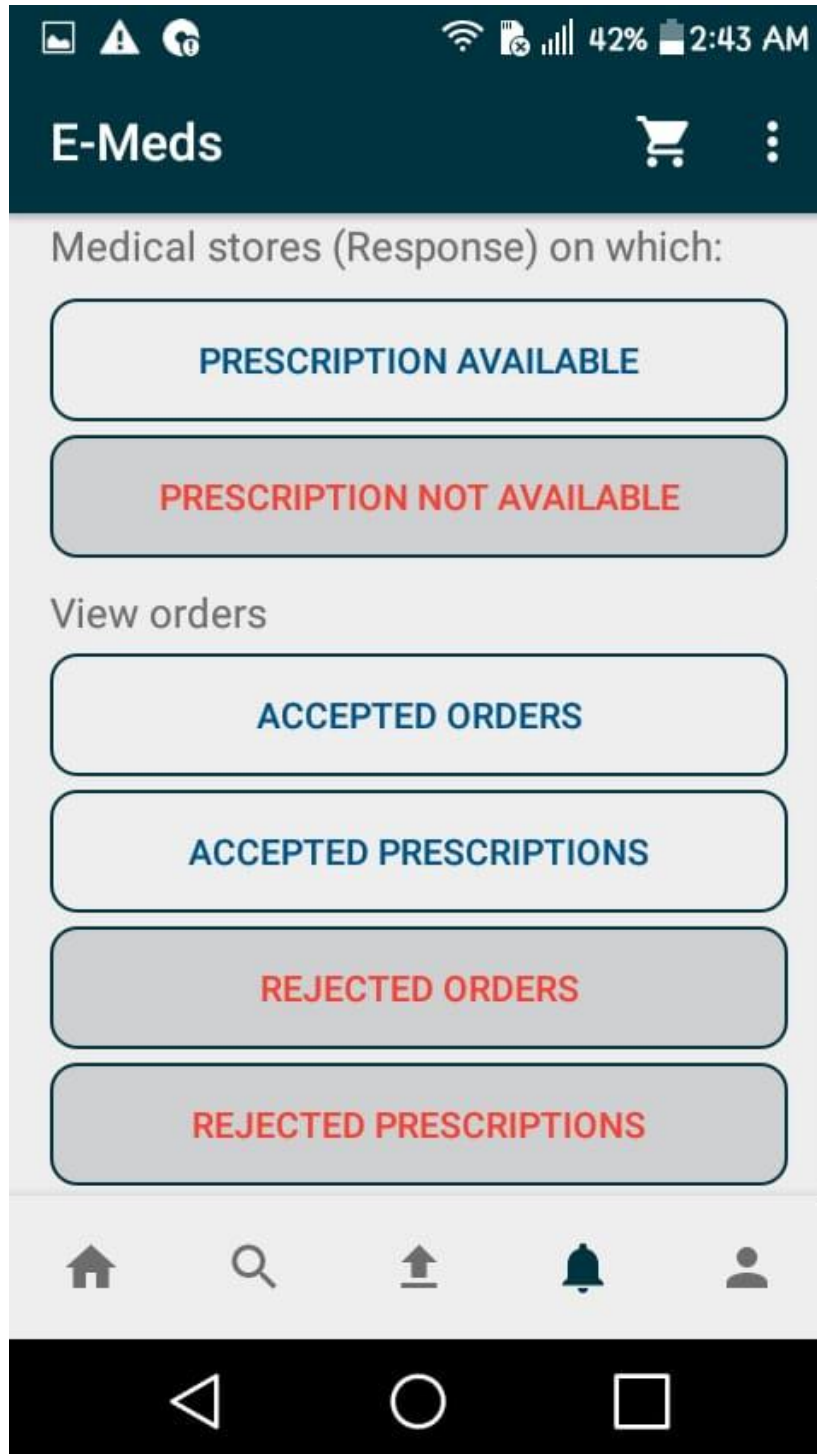 42% 2:43 AM
E-Meds
Medical stores (Response) on which:
PRESCRIPTION AVAILABLE
PRESCRIPTION NOT AVAILABLE
View orders
ACCEPTED ORDERS
ACCEPTED PRESCRIPTIONS
REJECTED ORDERS
REJECTED PRESCRIPTIONS